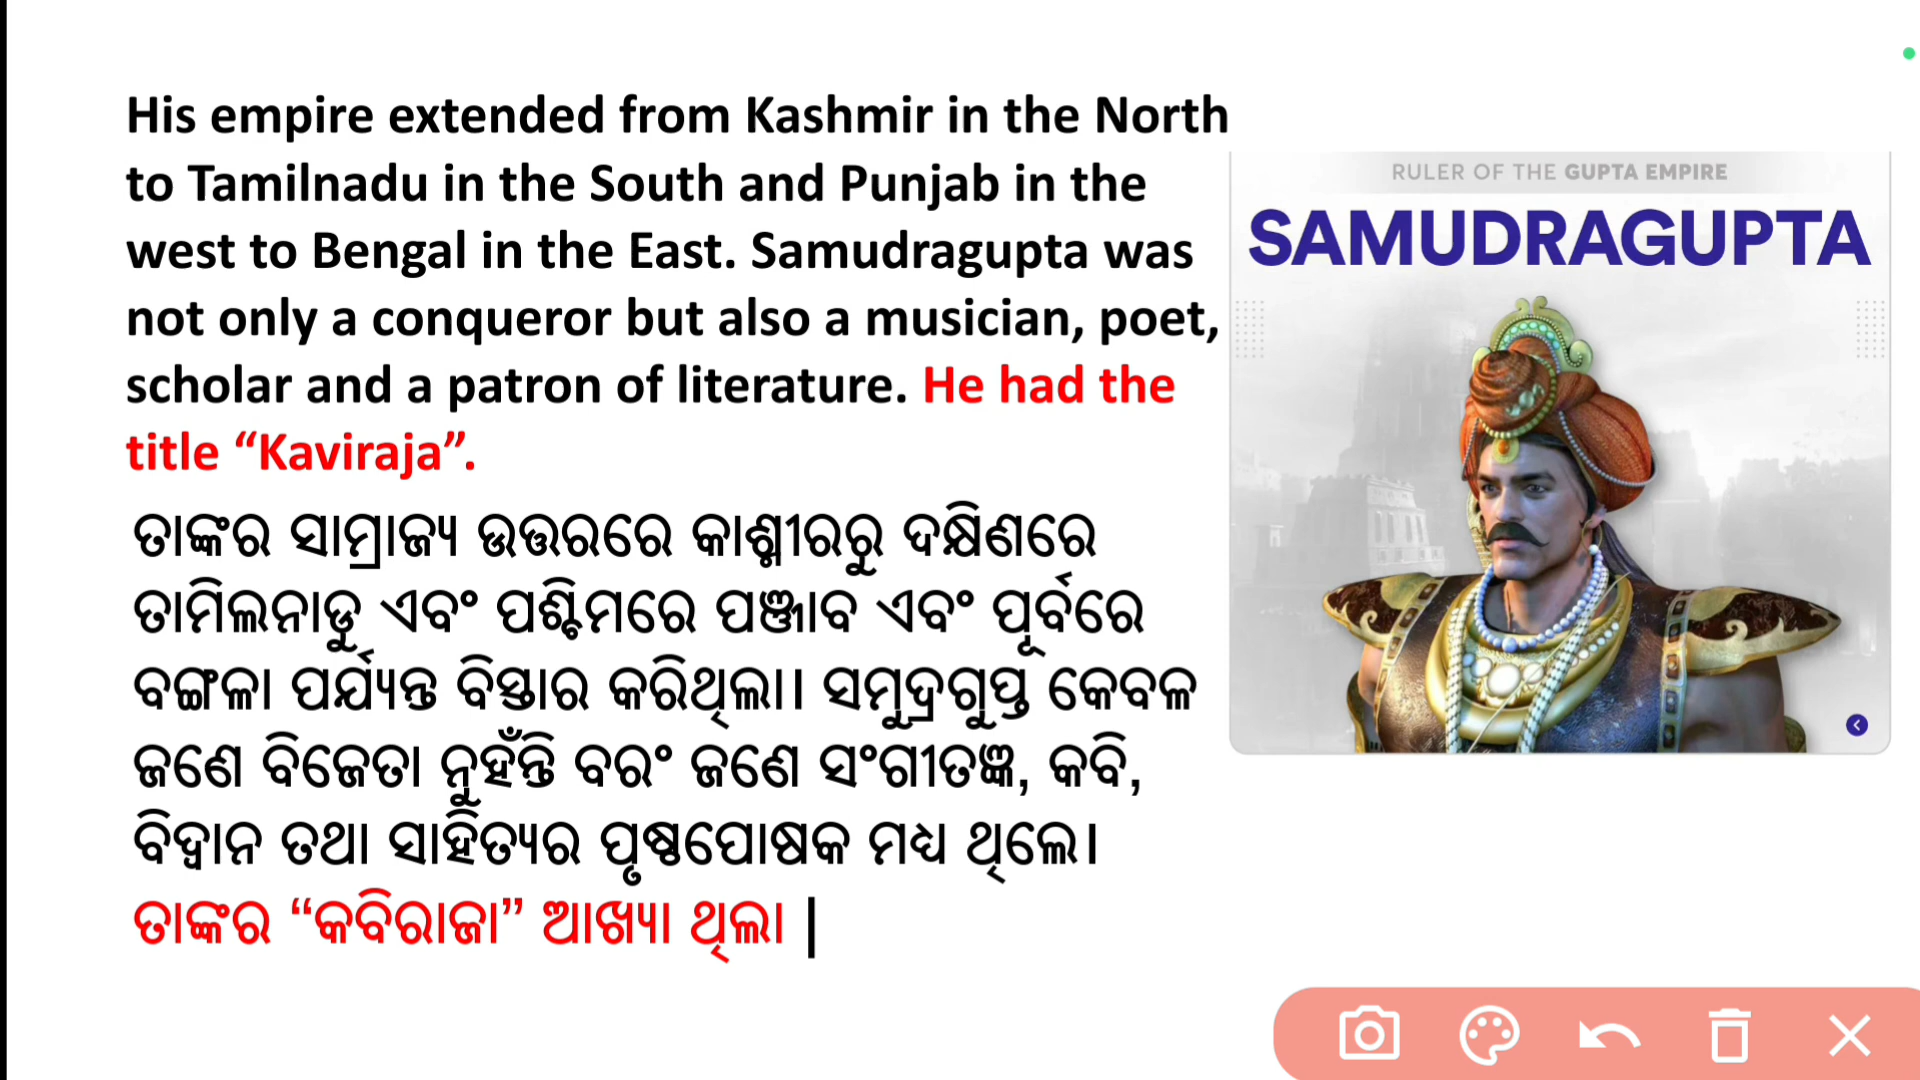 His empire extended from Kashmir in the North
to Tamilnadu in the South and Punjab in the
west to Bengal in the East. Samudragupta was
not only a conqueror but also a musician, poet,
scholar and a patron of literature. He had the
title “Kaviraja”.
ତାଙ୍କର ସାମ୍ରାଜ୍ୟ ଉତ୍ତରରେ କାଶ୍ମୀରରୁ ଦକ୍ଷିଣରେ
ତାମିଲନାଡୁ ଏବଂ ପଶ୍ଚିମରେ ପଞ୍ଜାବ ଏବଂ ପୂର୍ବରେ
ବଙ୍ଗଳା ପର୍ଯ୍ୟନ୍ତ ବିସ୍ତାର କରିଥିଲା। ସମୁଦ୍ରଗୁପ୍ତ କେବଳ
ଜଣେ ବିଜେତା ନୁହଁନ୍ତି ବରଂ ଜଣେ ସଂଗୀତଜ୍ଞ, କବି,
ବିଦ୍ୱାନ ତଥା ସାହିତ୍ୟର ପୃଷ୍ଠପୋଷକ ମଧ୍ୟ ଥିଲେ।
ତାଙ୍କର “କବିରାଜା” ଆଖ୍ୟା ଥିଲା |
RULER OF THE GUPTA EMPIRE
SAMUDRAGUPTA